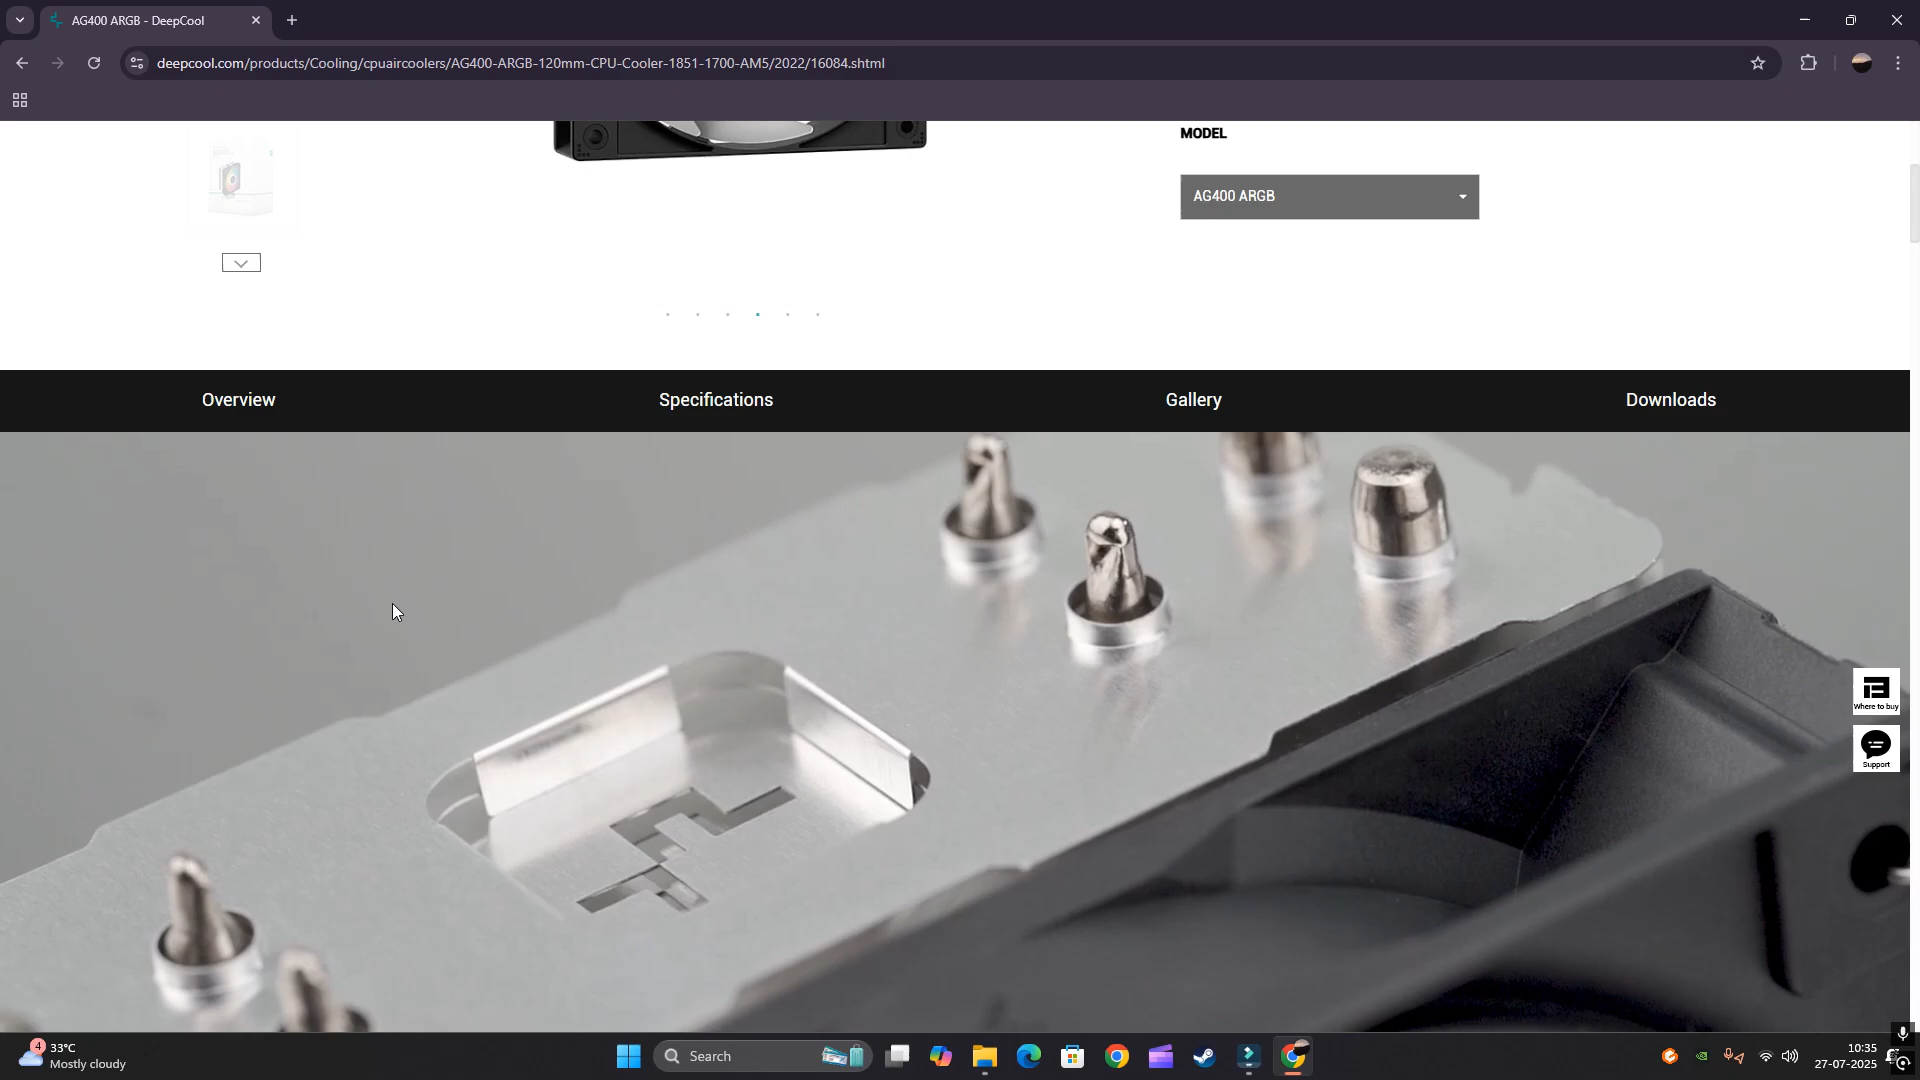 AG400 ARGB - DeepCool
deepcool.com/products/Cooling/cpuaircoolers/AG400-ARGB-120mm-CPU-Cooler-1851-1700-AM5/2022/16084.shtml
MODEL
AG400 ARGB
Overview
Specifications
Gallery
Downloads
Where to buy
Support
4
33°C
Mostly cloudy
Search
10:35
27-07-2025